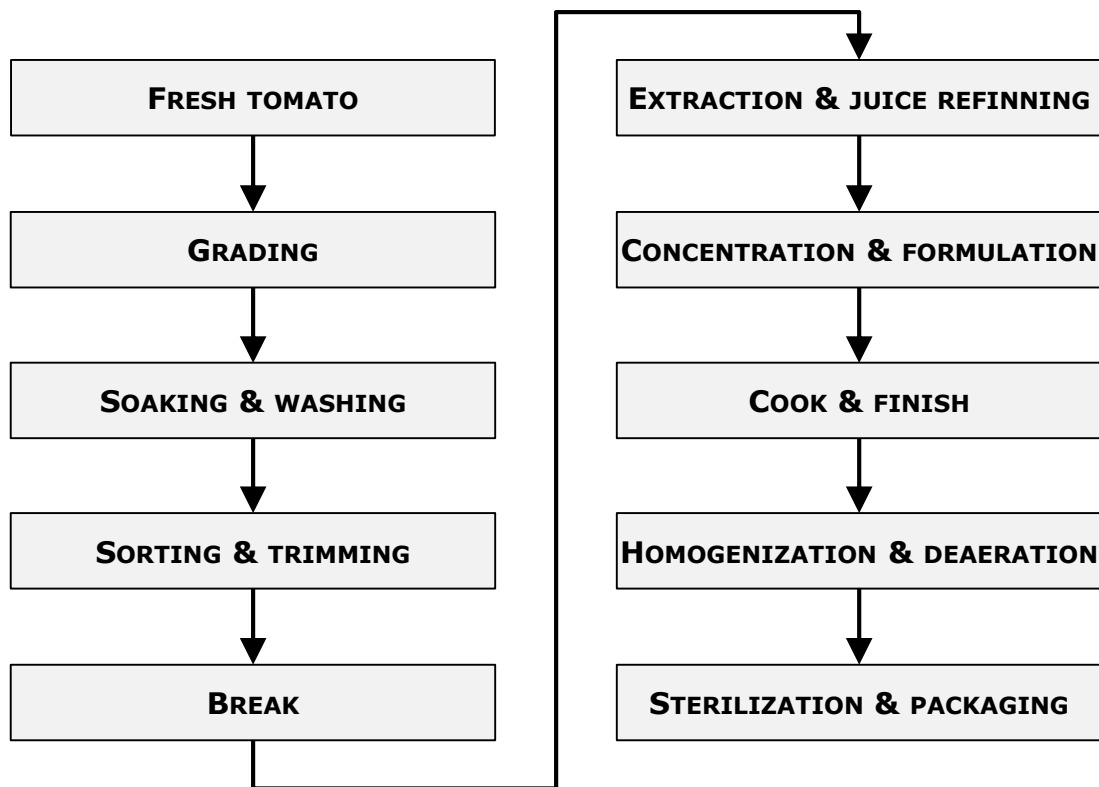 FRESH TOMATO
GRADING
SOAKING & WASHING
SORTING & TRIMMING
BREAK
EXTRACTION & JUICE REFINNING
CONCENTRATION & FORMULATION
COOK & FINISH
HOMOGENIZATION & DEAERATION
STERILIZATION & PACKAGING